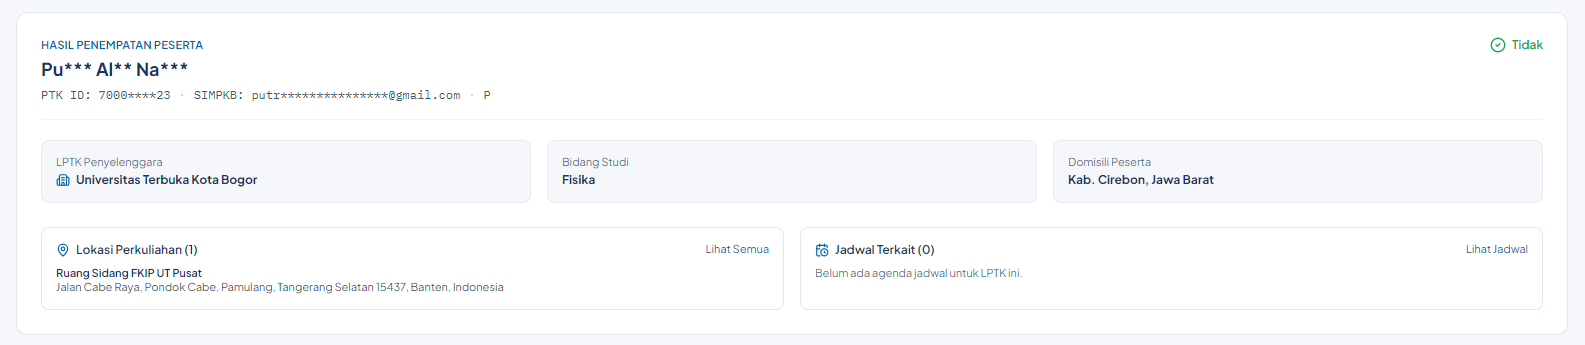 HASIL PENEMPATAN PESERTA
Tidak
Pu*** Al** Na***
PTK ID: 7000****23 · SIMPKB: putr***************@gmail.com · P
LPTK Penyelenggara
Universitas Terbuka Kota Bogor
Bidang Studi
Fisika
Domisili Peserta
Kab. Cirebon, Jawa Barat
Lokasi Perkuliahan (1)
Lihat Semua
Ruang Sidang FKIP UT Pusat
Jalan Cabe Raya, Pondok Cabe, Pamulang, Tangerang Selatan 15437, Banten, Indonesia
Jadwal Terkait (0)
Lihat Jadwal
Belum ada agenda jadwal untuk LPTK ini.